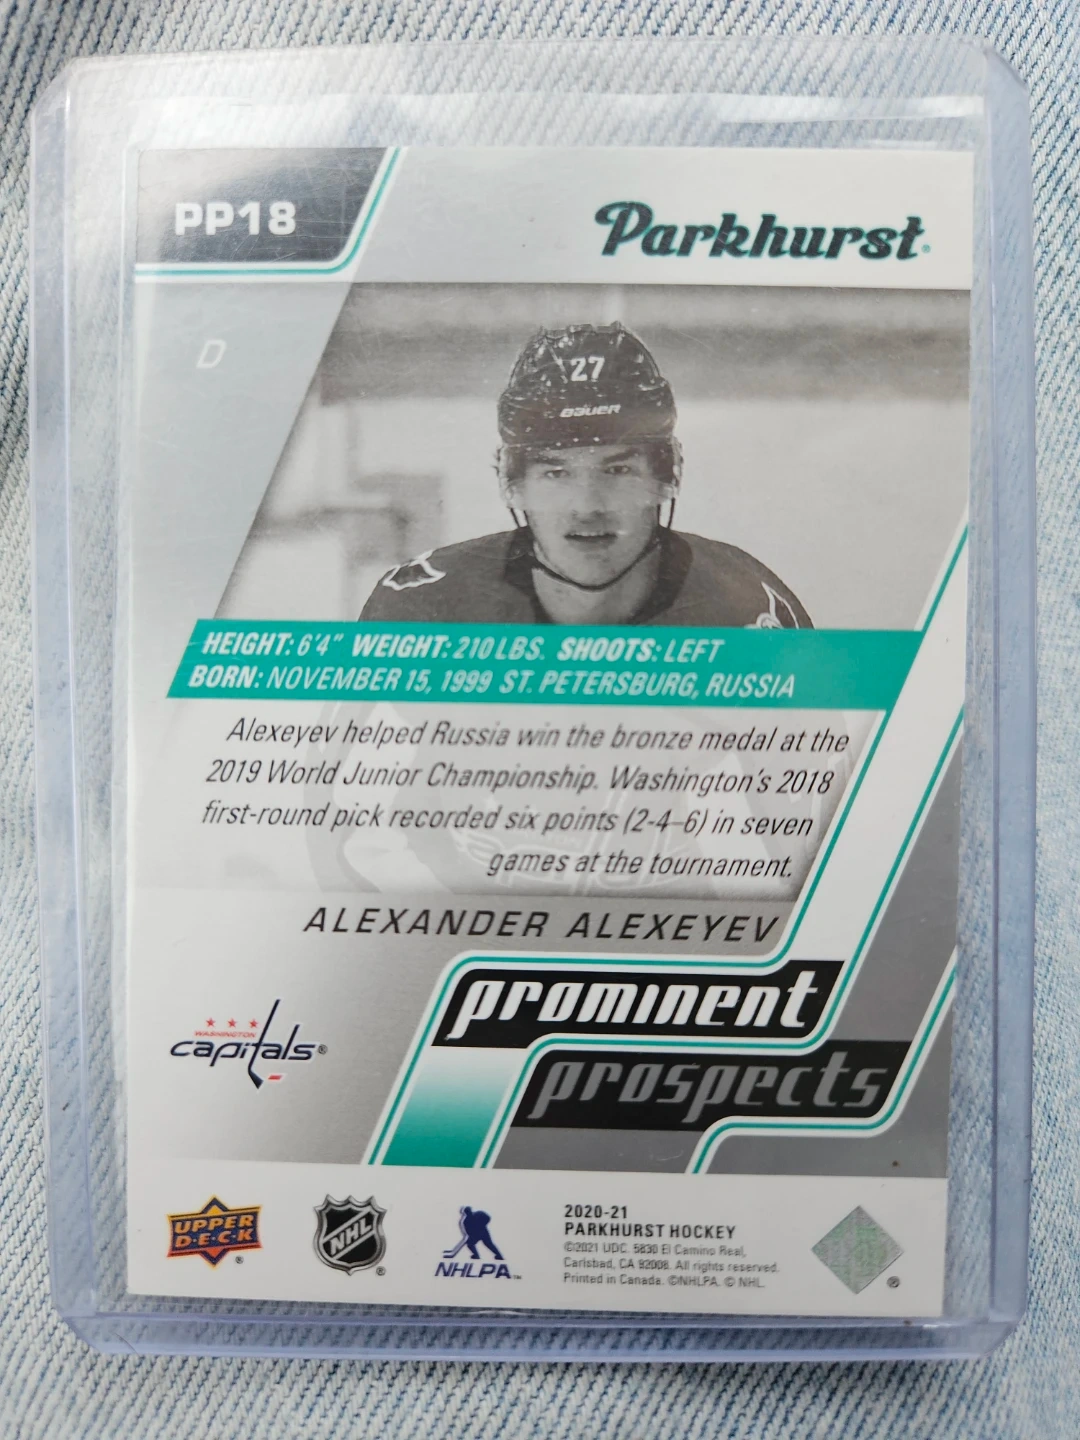 PP18
Parkhurst
D
27
BAUER
HEIGHT: 6'4" WEIGHT: 210 LBS. SHOOTS: LEFT
BORN: NOVEMBER 15, 1999 ST. PETERSBURG, RUSSIA
Alexeyev helped Russia win the bronze medal at the
2019 World Junior Championship. Washington's 2018
first-round pick recorded six points (2-4–6) in seven
games at the tournament.
ALEXANDER ALEXEYEV
prominent
prospects
WASHINGTON
capitals®
UPPER
D·E·C·K
®
NHL
®
NHLPA™
2020-21
PARKHURST HOCKEY
©2021 UDC. 5830 El Camino Real,
Carlsbad, CA 92008. All rights reserved.
Printed in Canada. ©NHLPA. © NHL.
®